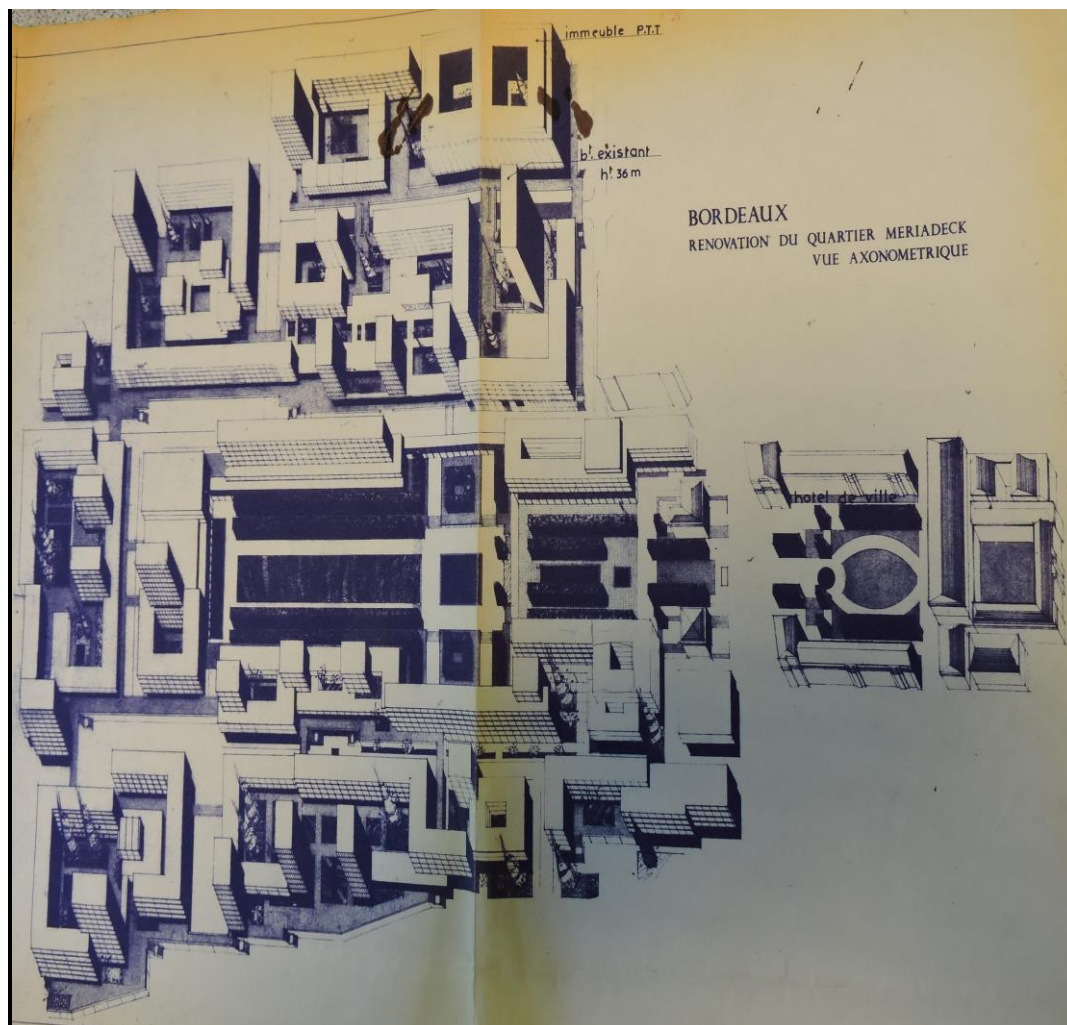 immeuble P.T.T
bt. existant
ht. 36 m
BORDEAUX
RENOVATION DU QUARTIER MERIADECK
VUE AXONOMETRIQUE
hotel de ville